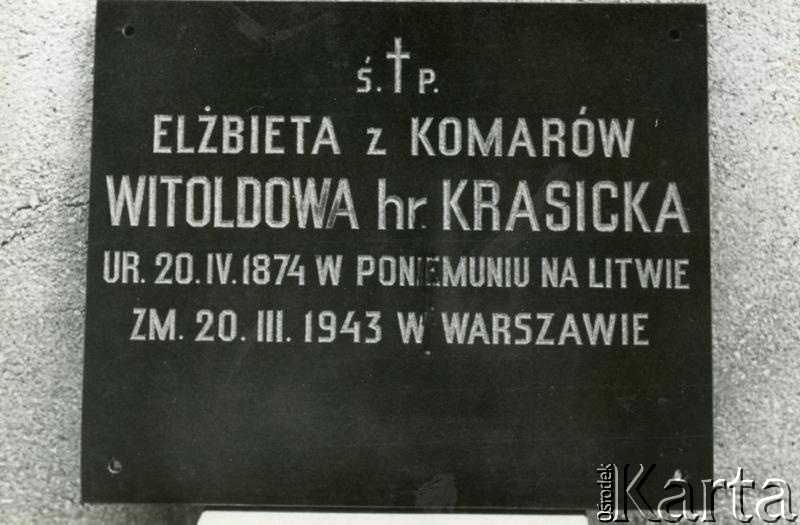 Ś. † P.
ELŻBIETA z KOMARÓW
WITOLDOWA hr. KRASICKA
UR. 20. IV. 1874 W PONIEMUNIU NA LITWIE
ZM. 20. III. 1943 W WARSZAWIE
Ośrodek
Karta